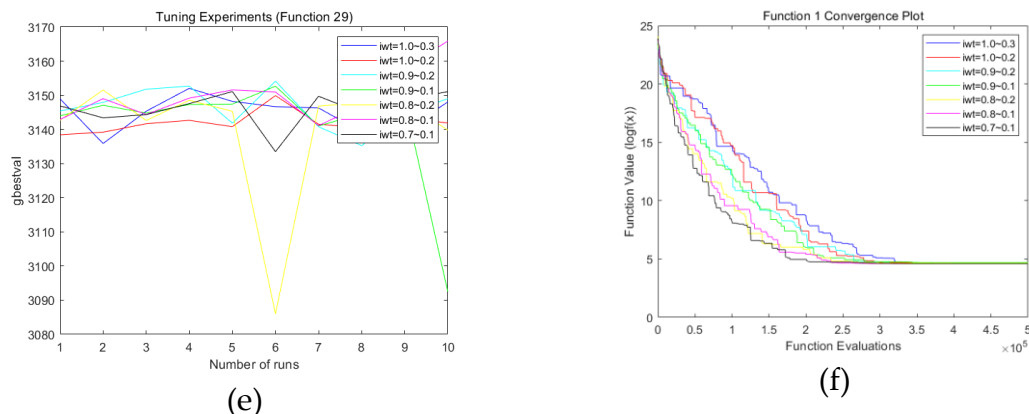 Tuning Experiments (Function 29)
3170
3160
3150
3140
3130
3120
3110
3100
3090
3080
gbestval
1 2 3 4 5 6 7 8 9 10
Number of runs
iwt=1.0~0.3
iwt=1.0~0.2
iwt=0.9~0.2
iwt=0.9~0.1
iwt=0.8~0.2
iwt=0.8~0.1
iwt=0.7~0.1
(e)
Function 1 Convergence Plot
25
20
15
10
5
0
Function Value (logf(x))
0 0.5 1 1.5 2 2.5 3 3.5 4 4.5 5
Function Evaluations
×10^5
iwt=1.0~0.3
iwt=1.0~0.2
iwt=0.9~0.2
iwt=0.9~0.1
iwt=0.8~0.2
iwt=0.8~0.1
iwt=0.7~0.1
(f)